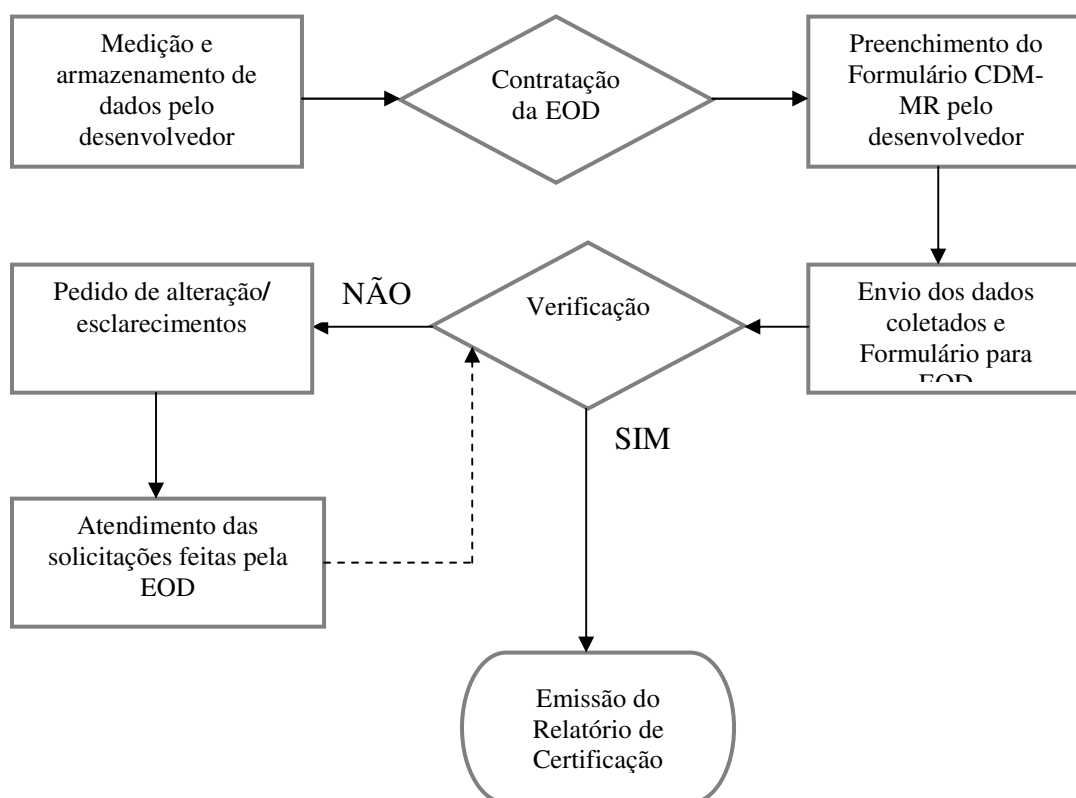 Medição e
armazenamento de
dados pelo
desenvolvedor
Contratação
da EOD
Preenchimento do
Formulário CDM-
MR pelo
desenvolvedor
Pedido de alteração/
esclarecimentos
NÃO
Verificação
Envio dos dados
coletados e
Formulário para
EOD
SIM
Atendimento das
solicitações feitas pela
EOD
Emissão do
Relatório de
Certificação